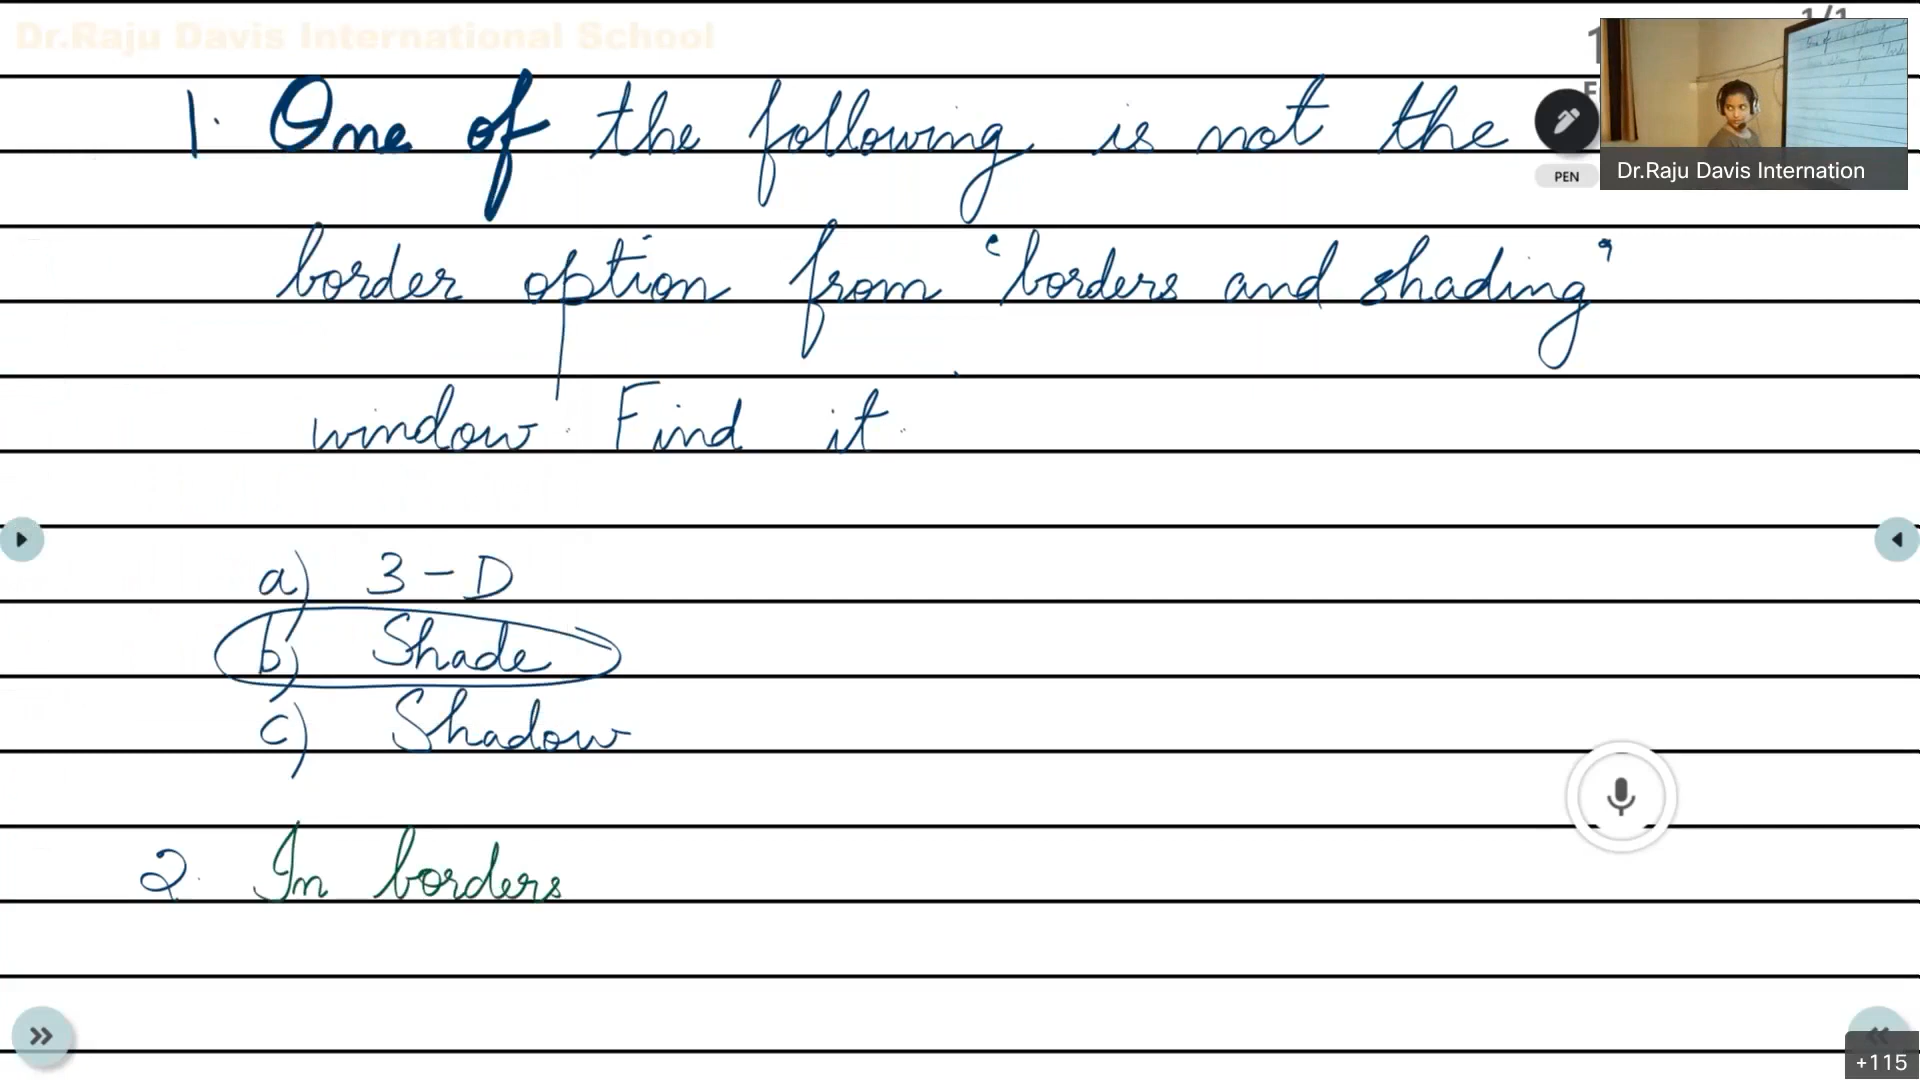 Dr.Raju Davis International School
1/1
1. One of the following is not the
PEN
Dr.Raju Davis Internation
border option from 'borders and shading'
window. Find it.
a) 3-D
b) Shade
c) Shadow
2. In borders
+115